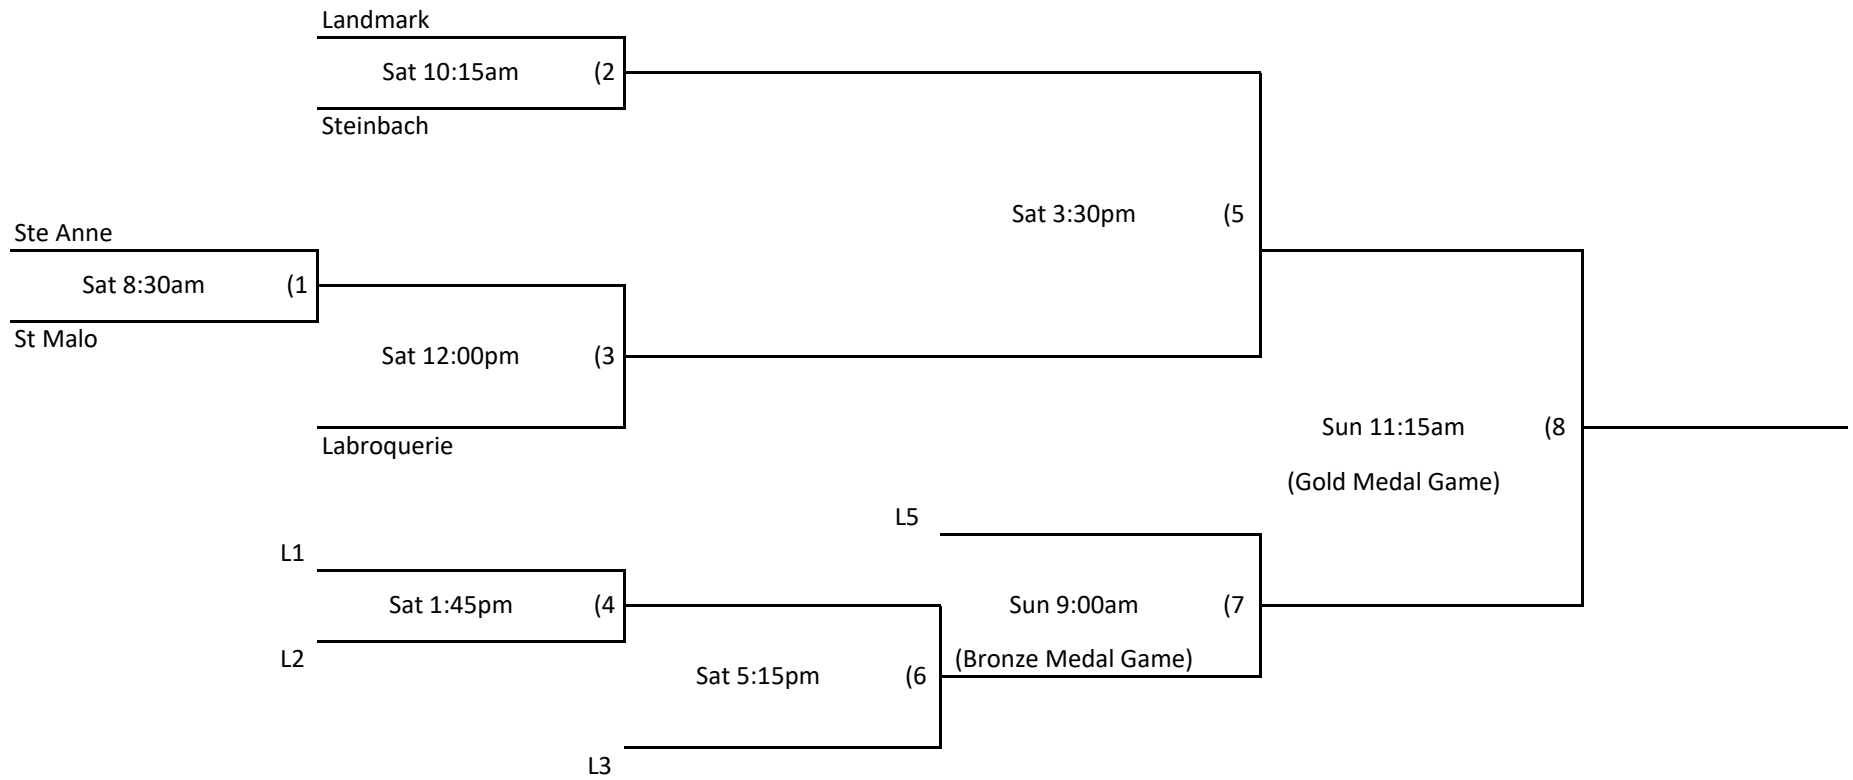 Landmark
Sat 10:15am (2
Steinbach
Sat 3:30pm (5
Ste Anne
Sat 8:30am (1
St Malo
Sat 12:00pm (3
Labroquerie
Sun 11:15am (8
(Gold Medal Game)
L5
L1
Sat 1:45pm (4
L2
Sun 9:00am (7
(Bronze Medal Game)
Sat 5:15pm (6
L3